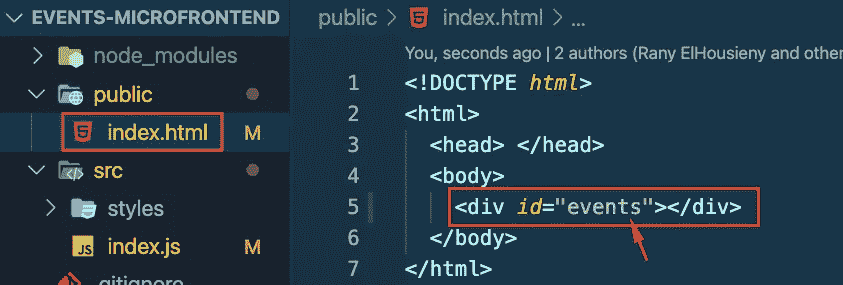 EVENTS-MICROFRONTEND
node_modules
public
index.html M
src
styles
JS index.js M
.gitignore
public > index.html > ...
You, seconds ago | 2 authors (Rany ElHousieny and other
1 <!DOCTYPE html>
2 <html>
3 <head> </head>
4 <body>
5 <div id="events"></div>
6 </body>
7 </html>